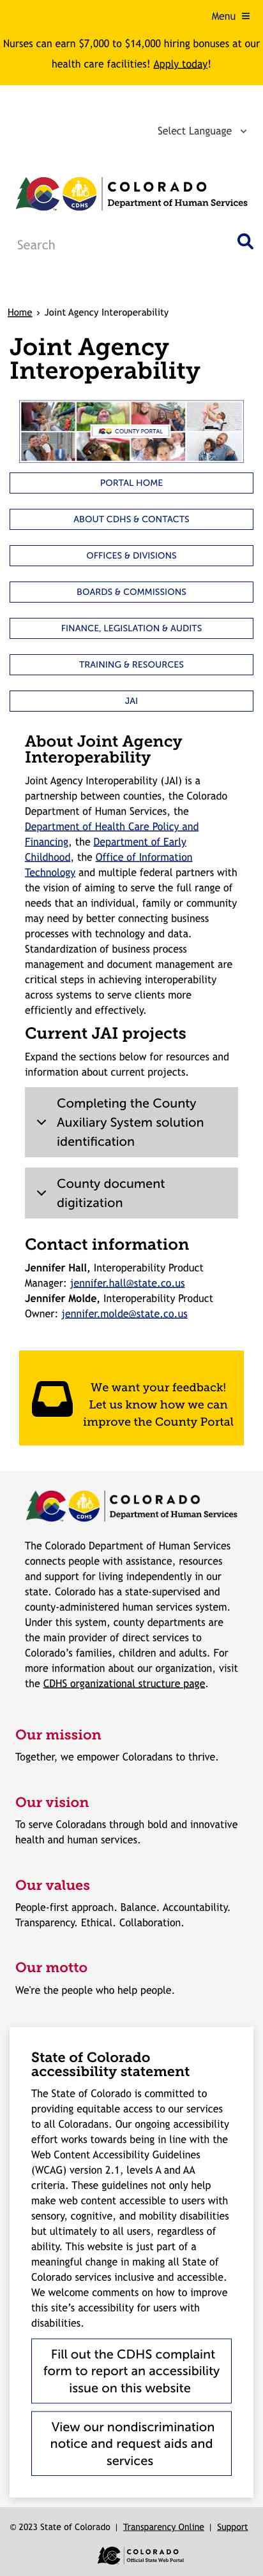 Menu
Nurses can earn $7,000 to $14,000 hiring bonuses at our
health care facilities! Apply today!
Select Language
CDHS
COLORADO
Department of Human Services
Search
Home › Joint Agency Interoperability
Joint Agency
Interoperability
COUNTY PORTAL
PORTAL HOME
ABOUT CDHS & CONTACTS
OFFICES & DIVISIONS
BOARDS & COMMISSIONS
FINANCE, LEGISLATION & AUDITS
TRAINING & RESOURCES
JAI
About Joint Agency
Interoperability
Joint Agency Interoperability (JAI) is a
partnership between counties, the Colorado
Department of Human Services, the
Department of Health Care Policy and
Financing, the Department of Early
Childhood, the Office of Information
Technology and multiple federal partners with
the vision of aiming to serve the full range of
needs that an individual, family or community
may need by better connecting business
processes with technology and data.
Standardization of business process
management and document management are
critical steps in achieving interoperability
across systems to serve clients more
efficiently and effectively.
Current JAI projects
Expand the sections below for resources and
information about current projects.
Completing the County
Auxiliary System solution
identification
County document
digitization
Contact information
Jennifer Hall, Interoperability Product
Manager: jennifer.hall@state.co.us
Jennifer Molde, Interoperability Product
Owner: jennifer.molde@state.co.us
We want your feedback!
Let us know how we can
improve the County Portal
CDHS
COLORADO
Department of Human Services
The Colorado Department of Human Services
connects people with assistance, resources
and support for living independently in our
state. Colorado has a state-supervised and
county-administered human services system.
Under this system, county departments are
the main provider of direct services to
Colorado's families, children and adults. For
more information about our organization, visit
the CDHS organizational structure page.
Our mission
Together, we empower Coloradans to thrive.
Our vision
To serve Coloradans through bold and innovative
health and human services.
Our values
People-first approach. Balance. Accountability.
Transparency. Ethical. Collaboration.
Our motto
We're the people who help people.
State of Colorado
accessibility statement
The State of Colorado is committed to
providing equitable access to our services
to all Coloradans. Our ongoing accessibility
effort works towards being in line with the
Web Content Accessibility Guidelines
(WCAG) version 2.1, levels A and AA
criteria. These guidelines not only help
make web content accessible to users with
sensory, cognitive, and mobility disabilities
but ultimately to all users, regardless of
ability. This website is just part of a
meaningful change in making all State of
Colorado services inclusive and accessible.
We welcome comments on how to improve
this site's accessibility for users with
disabilities.
Fill out the CDHS complaint
form to report an accessibility
issue on this website
View our nondiscrimination
notice and request aids and
services
© 2023 State of Colorado | Transparency Online | Support
COLORADO
Official State Web Portal